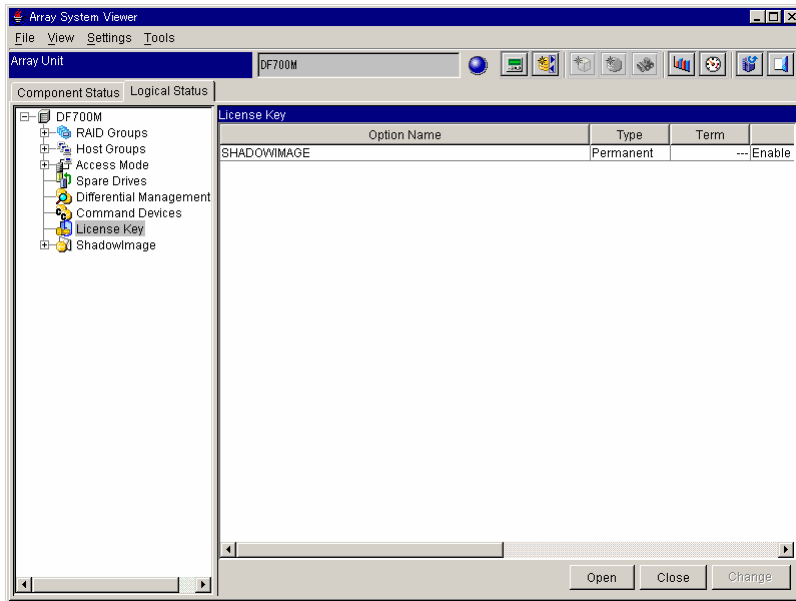 Array System Viewer
File View Settings Tools
Array Unit
DF700M
Component Status Logical Status
DF700M
RAID Groups
Host Groups
Access Mode
Spare Drives
Differential Management
Command Devices
License Key
ShadowImage
License Key
Option Name Type Term
SHADOWIMAGE Permanent --- Enable
Open Close Change